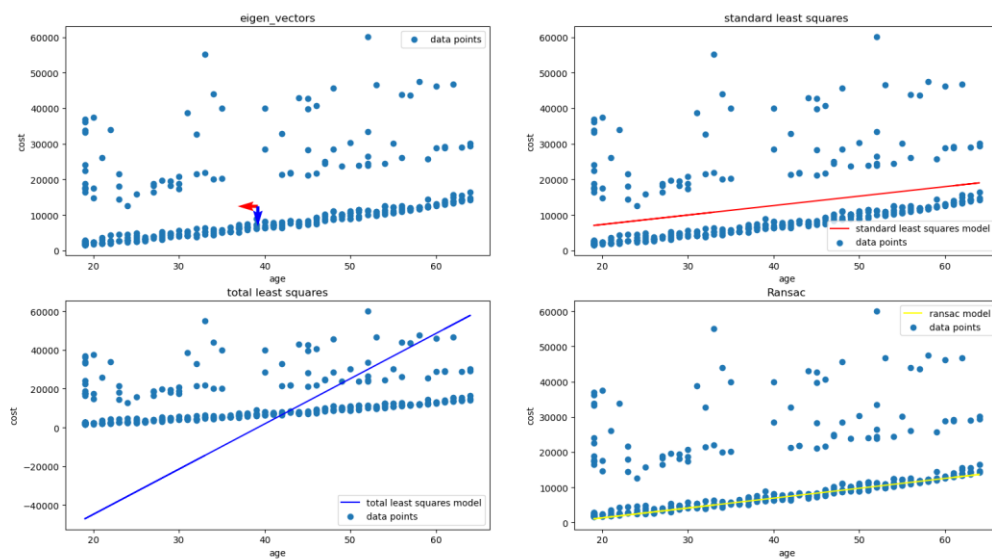 eigen_vectors
60000
50000
40000
30000
20000
10000
0
cost
20 30 40 50 60
age
data points
standard least squares
60000
50000
40000
30000
20000
10000
0
cost
20 30 40 50 60
age
standard least squares model
data points
total least squares
60000
40000
20000
0
−20000
−40000
cost
20 30 40 50 60
age
total least squares model
data points
Ransac
60000
50000
40000
30000
20000
10000
0
cost
20 30 40 50 60
age
ransac model
data points